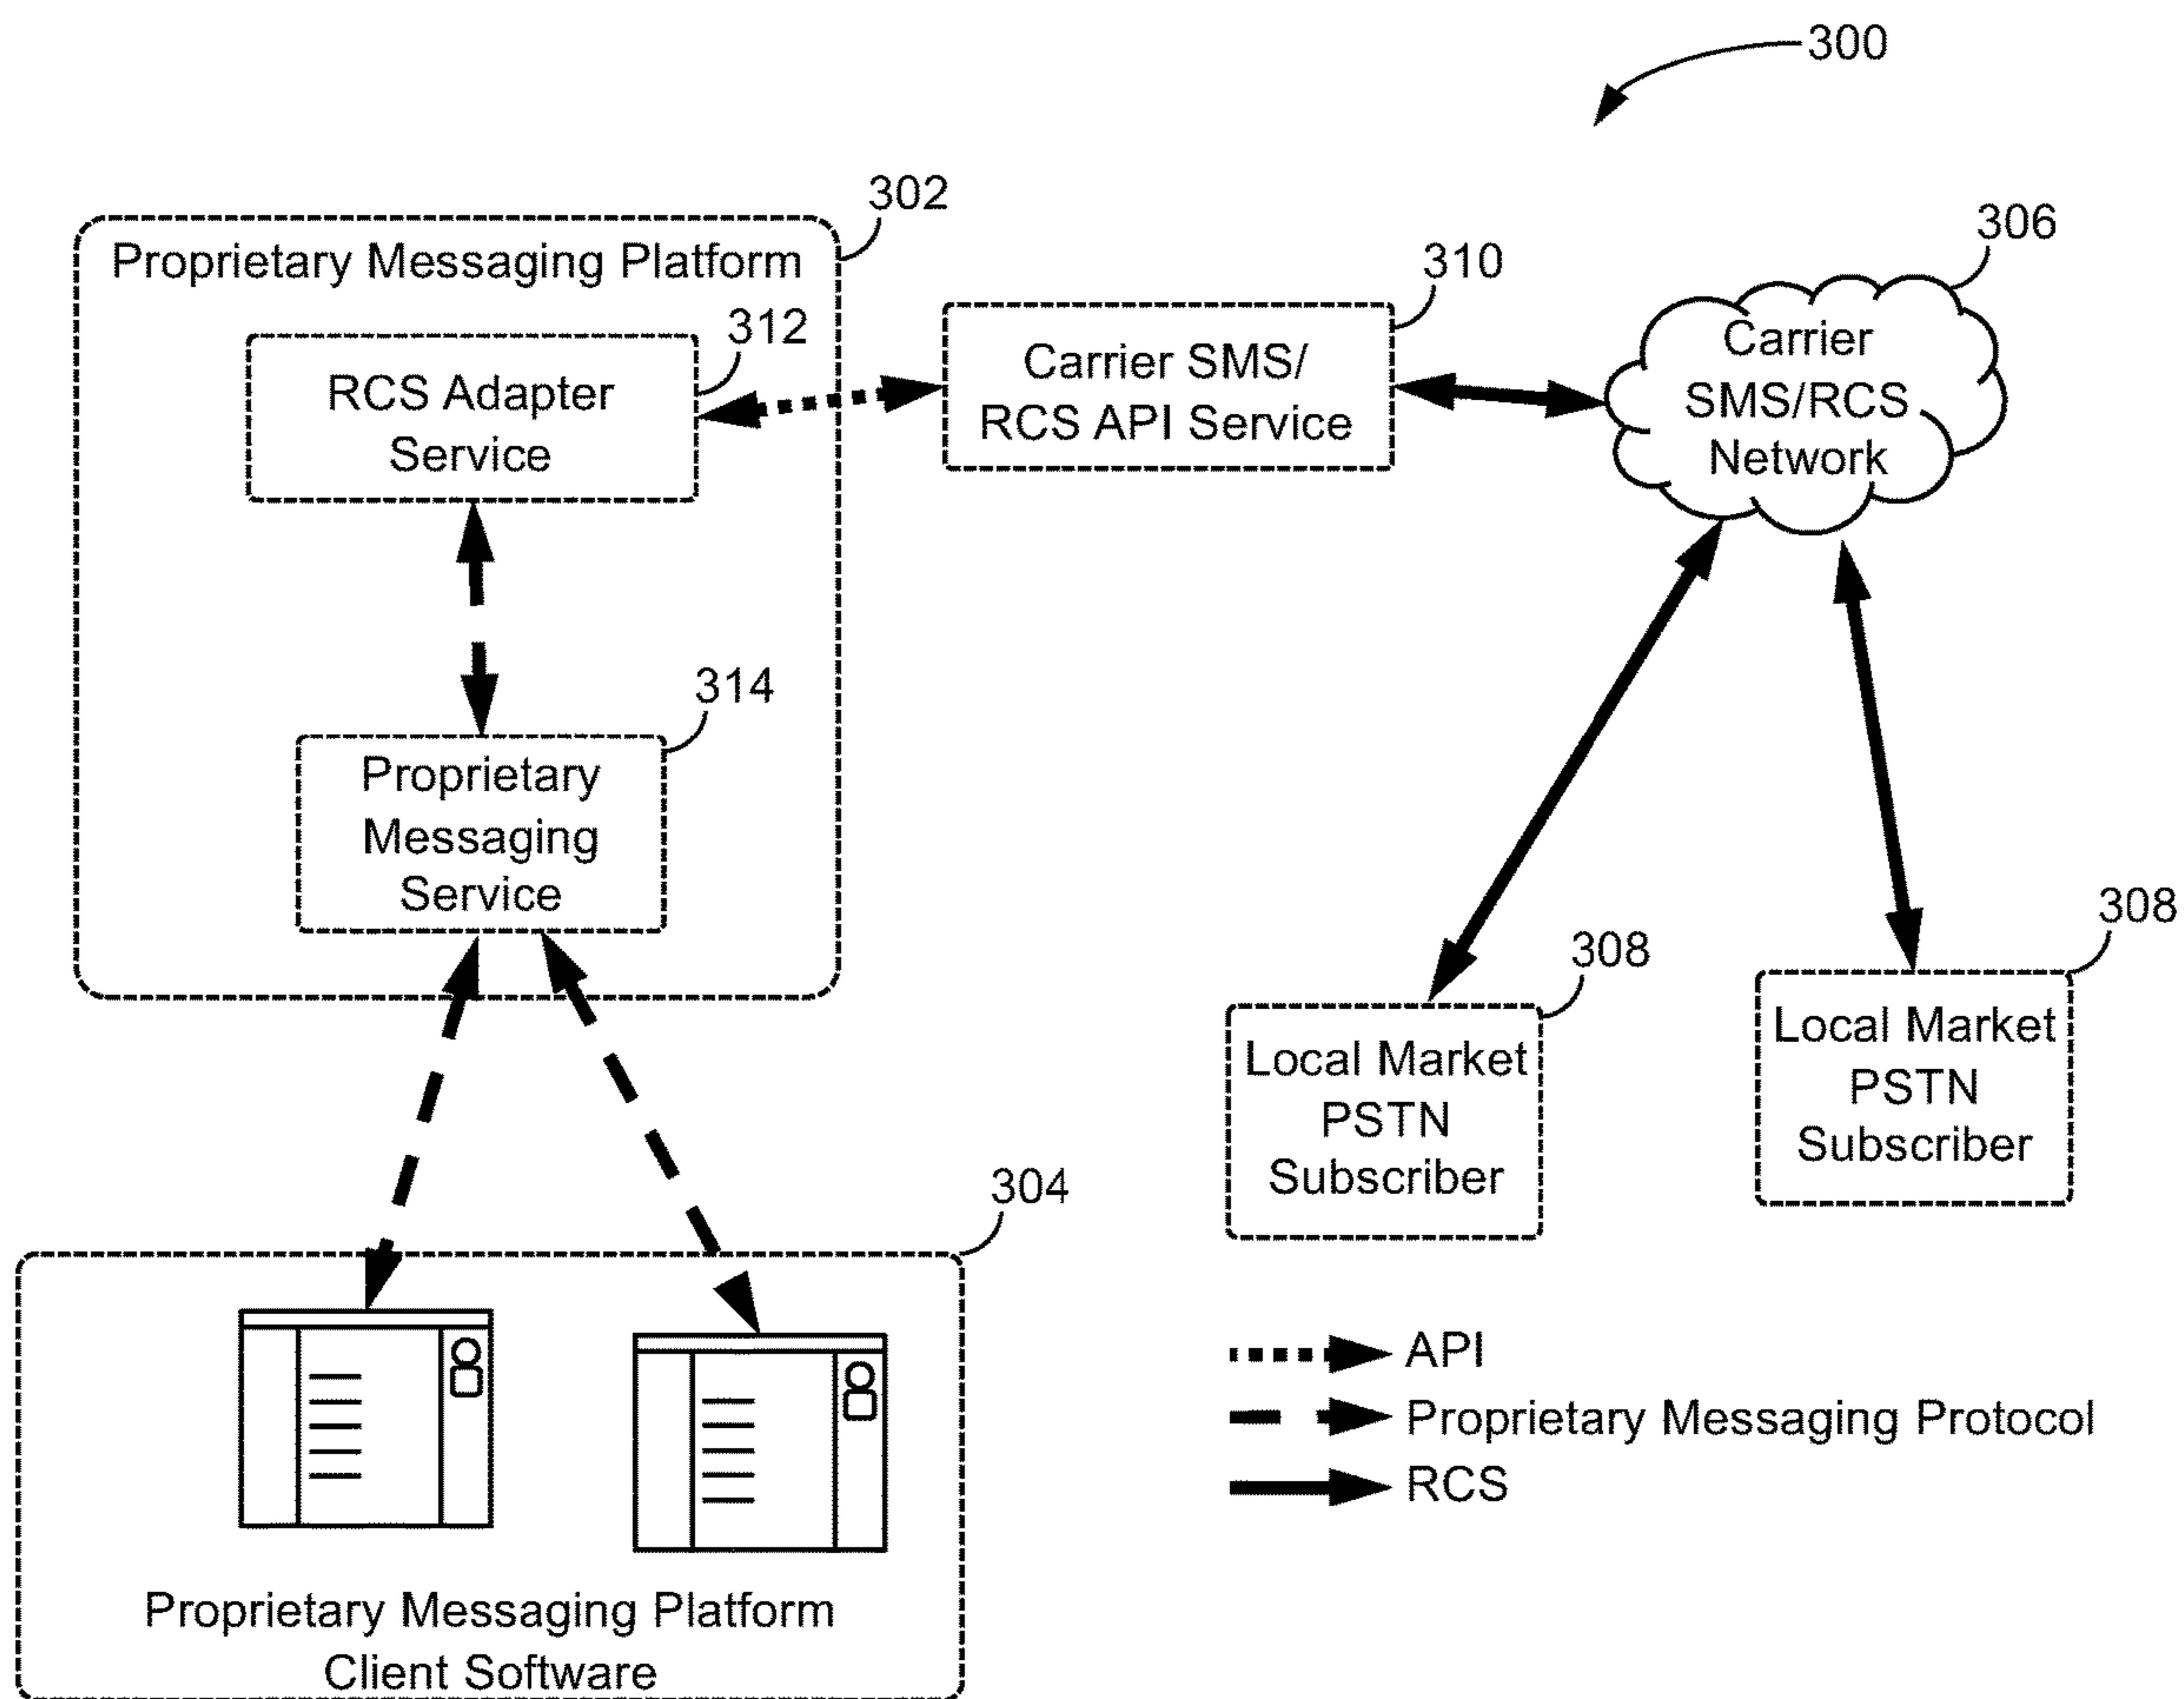 300
302
Proprietary Messaging Platform
312
RCS Adapter
Service
314
Proprietary
Messaging
Service
310
Carrier SMS/
RCS API Service
306
Carrier
SMS/RCS
Network
308
Local Market
PSTN
Subscriber
308
Local Market
PSTN
Subscriber
304
Proprietary Messaging Platform
Client Software
API
Proprietary Messaging Protocol
RCS